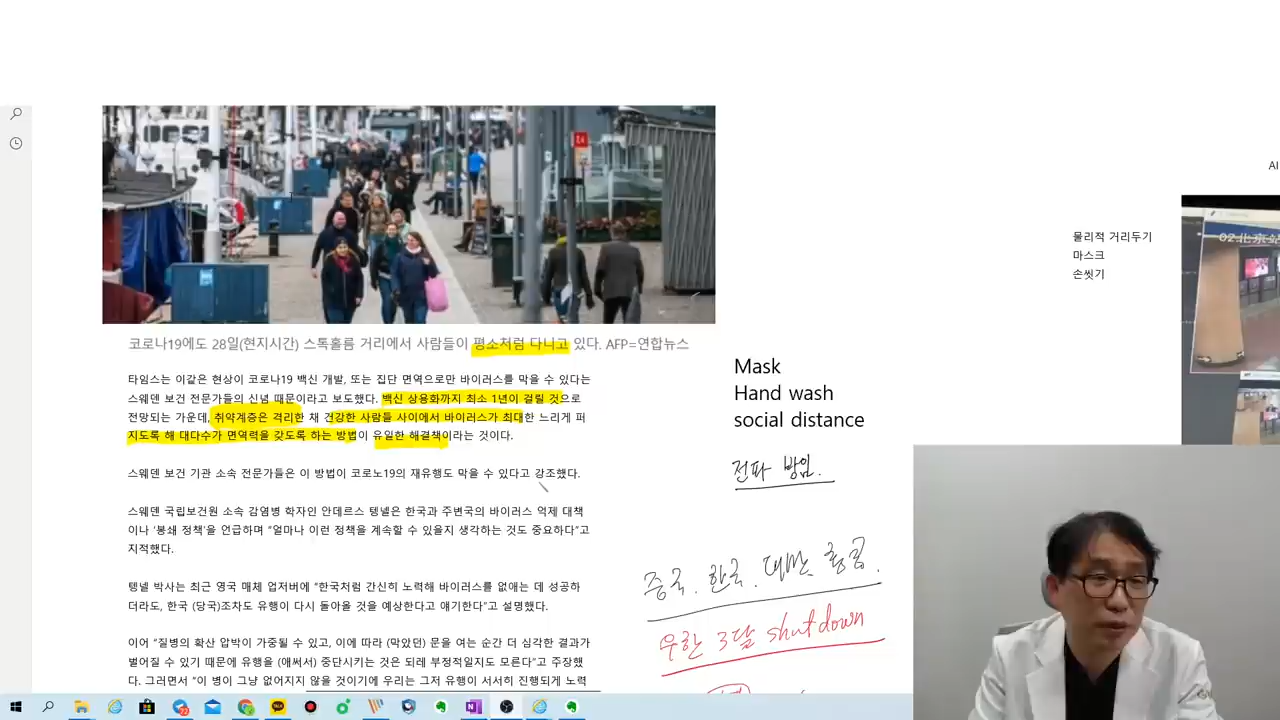 코로나19에도 28일(현지시간) 스톡홀름 거리에서 사람들이 평소처럼 다니고 있다. AFP=연합뉴스
타임스는 이같은 현상이 코로나19 백신 개발, 또는 집단 면역으로만 바이러스를 막을 수 있다는
스웨덴 보건 전문가들의 신념 때문이라고 보도했다. 백신 상용화까지 최소 1년이 걸릴 것으로
전망되는 가운데, 취약계층은 격리한 채 건강한 사람들 사이에서 바이러스가 최대한 느리게 퍼
지도록 해 대다수가 면역력을 갖도록 하는 방법이 유일한 해결책이라는 것이다.
스웨덴 보건 기관 소속 전문가들은 이 방법이 코로노19의 재유행도 막을 수 있다고 강조했다.
스웨덴 국립보건원 소속 감염병 학자인 안데르스 텡넬은 한국과 주변국의 바이러스 억제 대책
이나 '봉쇄 정책'을 언급하며 "얼마나 이런 정책을 계속할 수 있을지 생각하는 것도 중요하다"고
지적했다.
텡넬 박사는 최근 영국 매체 업저버에 "한국처럼 간신히 노력해 바이러스를 없애는 데 성공하
더라도, 한국 (당국)조차도 유행이 다시 돌아올 것을 예상한다고 얘기한다"고 설명했다.
이어 "질병의 확산 압박이 가중될 수 있고, 이에 따라 (막았던) 문을 여는 순간 더 심각한 결과가
벌어질 수 있기 때문에 유행을 (애써서) 중단시키는 것은 되레 부정적일지도 모른다"고 주장했
다. 그러면서 "이 병이 그냥 없어지지 않을 것이기에 우리는 그저 유행이 서서히 진행되게 노력
Mask
Hand wash
social distance
전파 방임.
중국. 한국. 대만. 홍콩.
우한 3달 shutdown
AI
물리적 거리두기
마스크
손씻기
02.北京站